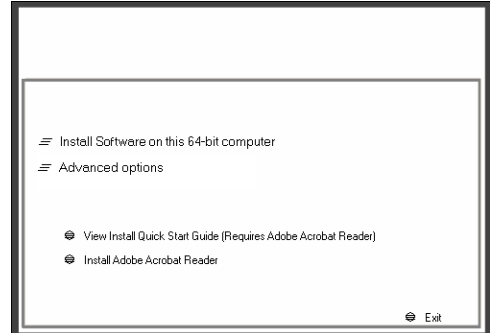 Install Software on this 64-bit computer
Advanced options
View Install Quick Start Guide (Requires Adobe Acrobat Reader)
Install Adobe Acrobat Reader
Exit